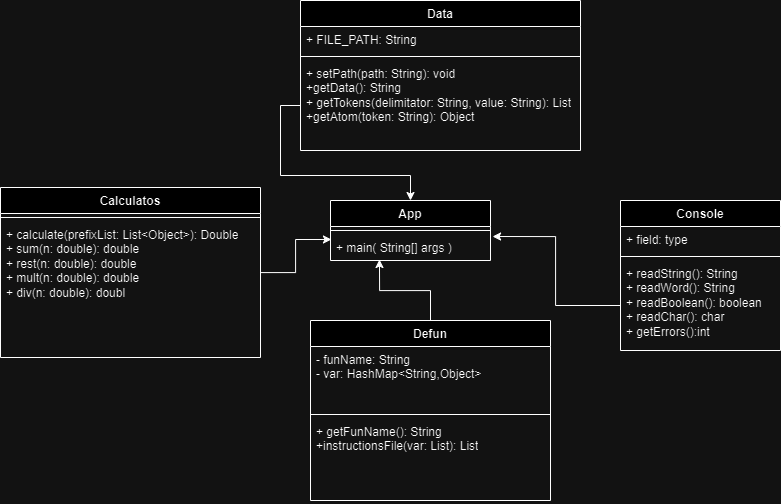 Data
+ FILE_PATH: String
+ setPath(path: String): void
+getData(): String
+ getTokens(delimitator: String, value: String): List
+getAtom(token: String): Object
Calculatos
+ calculate(prefixList: List<Object>): Double
+ sum(n: double): double
+ rest(n: double): double
+ mult(n: double): double
+ div(n: double): doubl
App
+ main( String[] args )
Console
+ field: type
+ readString(): String
+ readWord(): String
+ readBoolean(): boolean
+ readChar(): char
+ getErrors():int
Defun
- funName: String
- var: HashMap<String,Object>
+ getFunName(): String
+instructionsFile(var: List): List